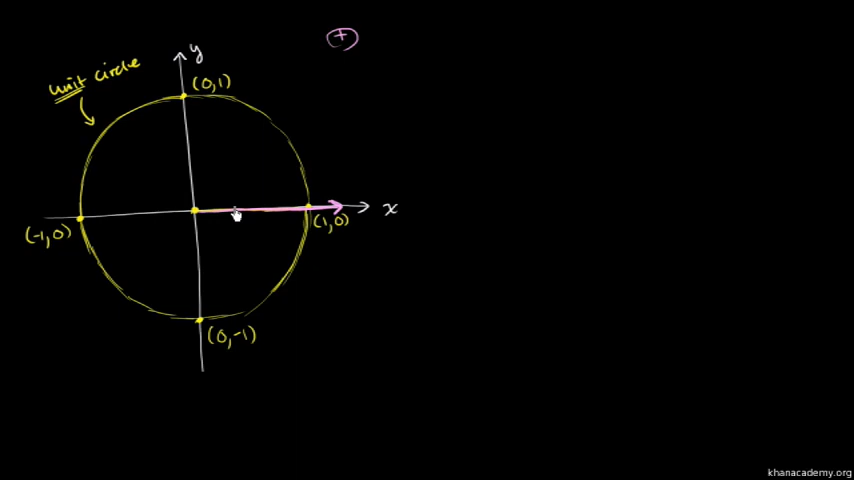 +
y
unit circle
(0,1)
x
(1,0)
(-1,0)
(0,-1)
khanacademy.org